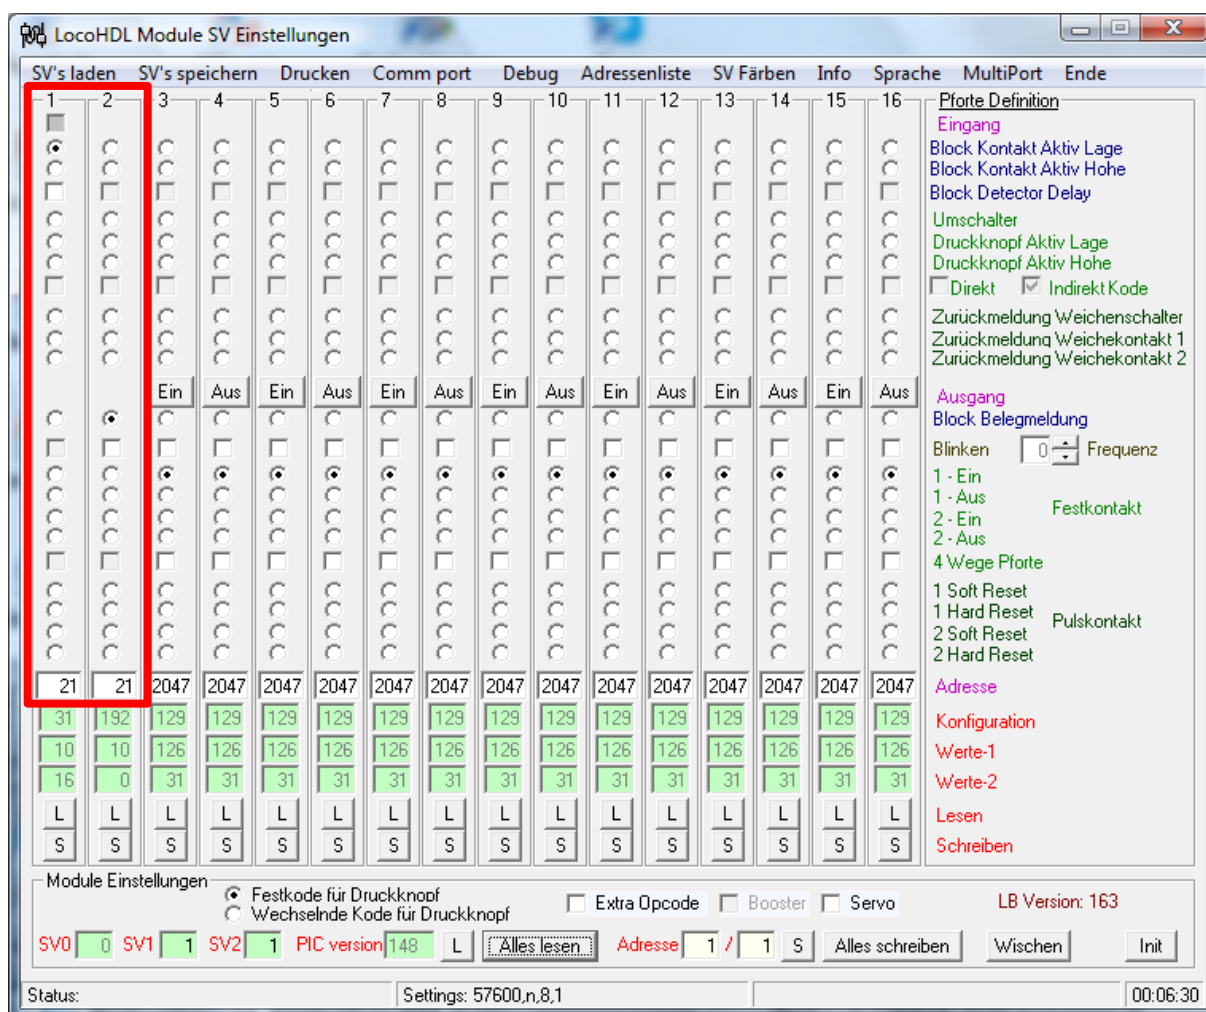 LocoHDL Module SV Einstellungen
SV's laden SV's speichern Drucken Comm port Debug Adressenliste SV Färben Info Sprache MultiPort Ende
1 2 3 4 5 6 7 8 9 10 11 12 13 14 15 16 Pforte Definition
Eingang
Block Kontakt Aktiv Lage
Block Kontakt Aktiv Hohe
Block Detector Delay
Umschalter
Druckknopf Aktiv Lage
Druckknopf Aktiv Hohe
Direkt Indirekt Kode
Zurückmeldung Weichenschalter
Zurückmeldung Weichekontakt 1
Zurückmeldung Weichekontakt 2
Ein Aus Ein Aus Ein Aus Ein Aus Ein Aus Ein Aus Ein Aus Ausgang
Block Belegmeldung
Blinken 0 Frequenz
1 - Ein
1 - Aus
Festkontakt
2 - Ein
2 - Aus
4 Wege Pforte
1 Soft Reset
1 Hard Reset
Pulskontakt
2 Soft Reset
2 Hard Reset
21 21 2047 2047 2047 2047 2047 2047 2047 2047 2047 2047 2047 2047 2047 2047 Adresse
31 192 129 129 129 129 129 129 129 129 129 129 129 129 129 129 Konfiguration
10 10 126 126 126 126 126 126 126 126 126 126 126 126 126 126 Werte-1
16 0 31 31 31 31 31 31 31 31 31 31 31 31 31 31 Werte-2
L L L L L L L L L L L L L L L L Lesen
S S S S S S S S S S S S S S S S Schreiben
Module Einstellungen
Festkode für Druckknopf
Wechselnde Kode für Druckknopf
Extra Opcode Booster Servo LB Version: 163
SV0 0 SV1 1 SV2 1 PIC version 148 L Alles lesen Adresse 1 / 1 S Alles schreiben Wischen Init
Status: Settings: 57600,n,8,1 00:06:30